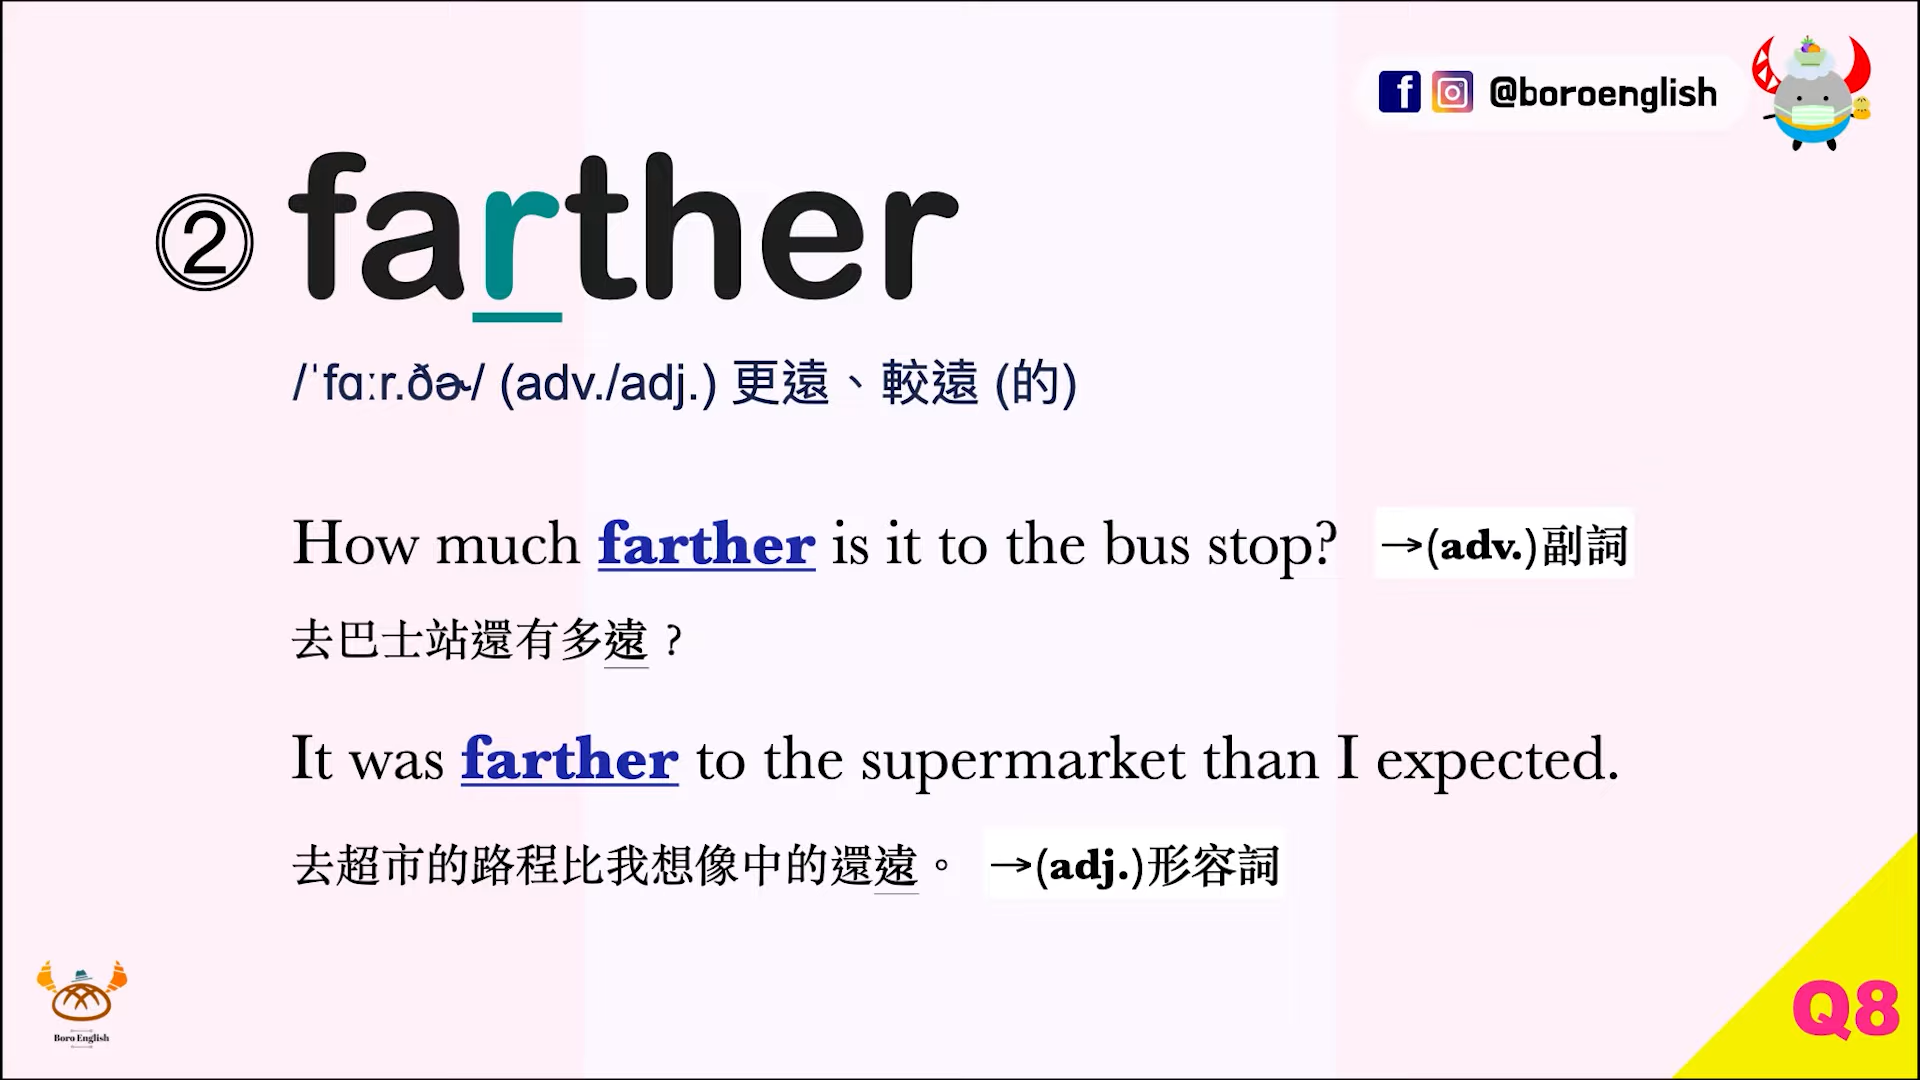 @boroenglish
② farther
/ˈfɑːr.ðɚ/ (adv./adj.) 更遠、較遠 (的)
How much farther is it to the bus stop? →(adv.)副詞
去巴士站還有多遠？
It was farther to the supermarket than I expected.
去超市的路程比我想像中的還遠。 →(adj.)形容詞
Boro English
Q8